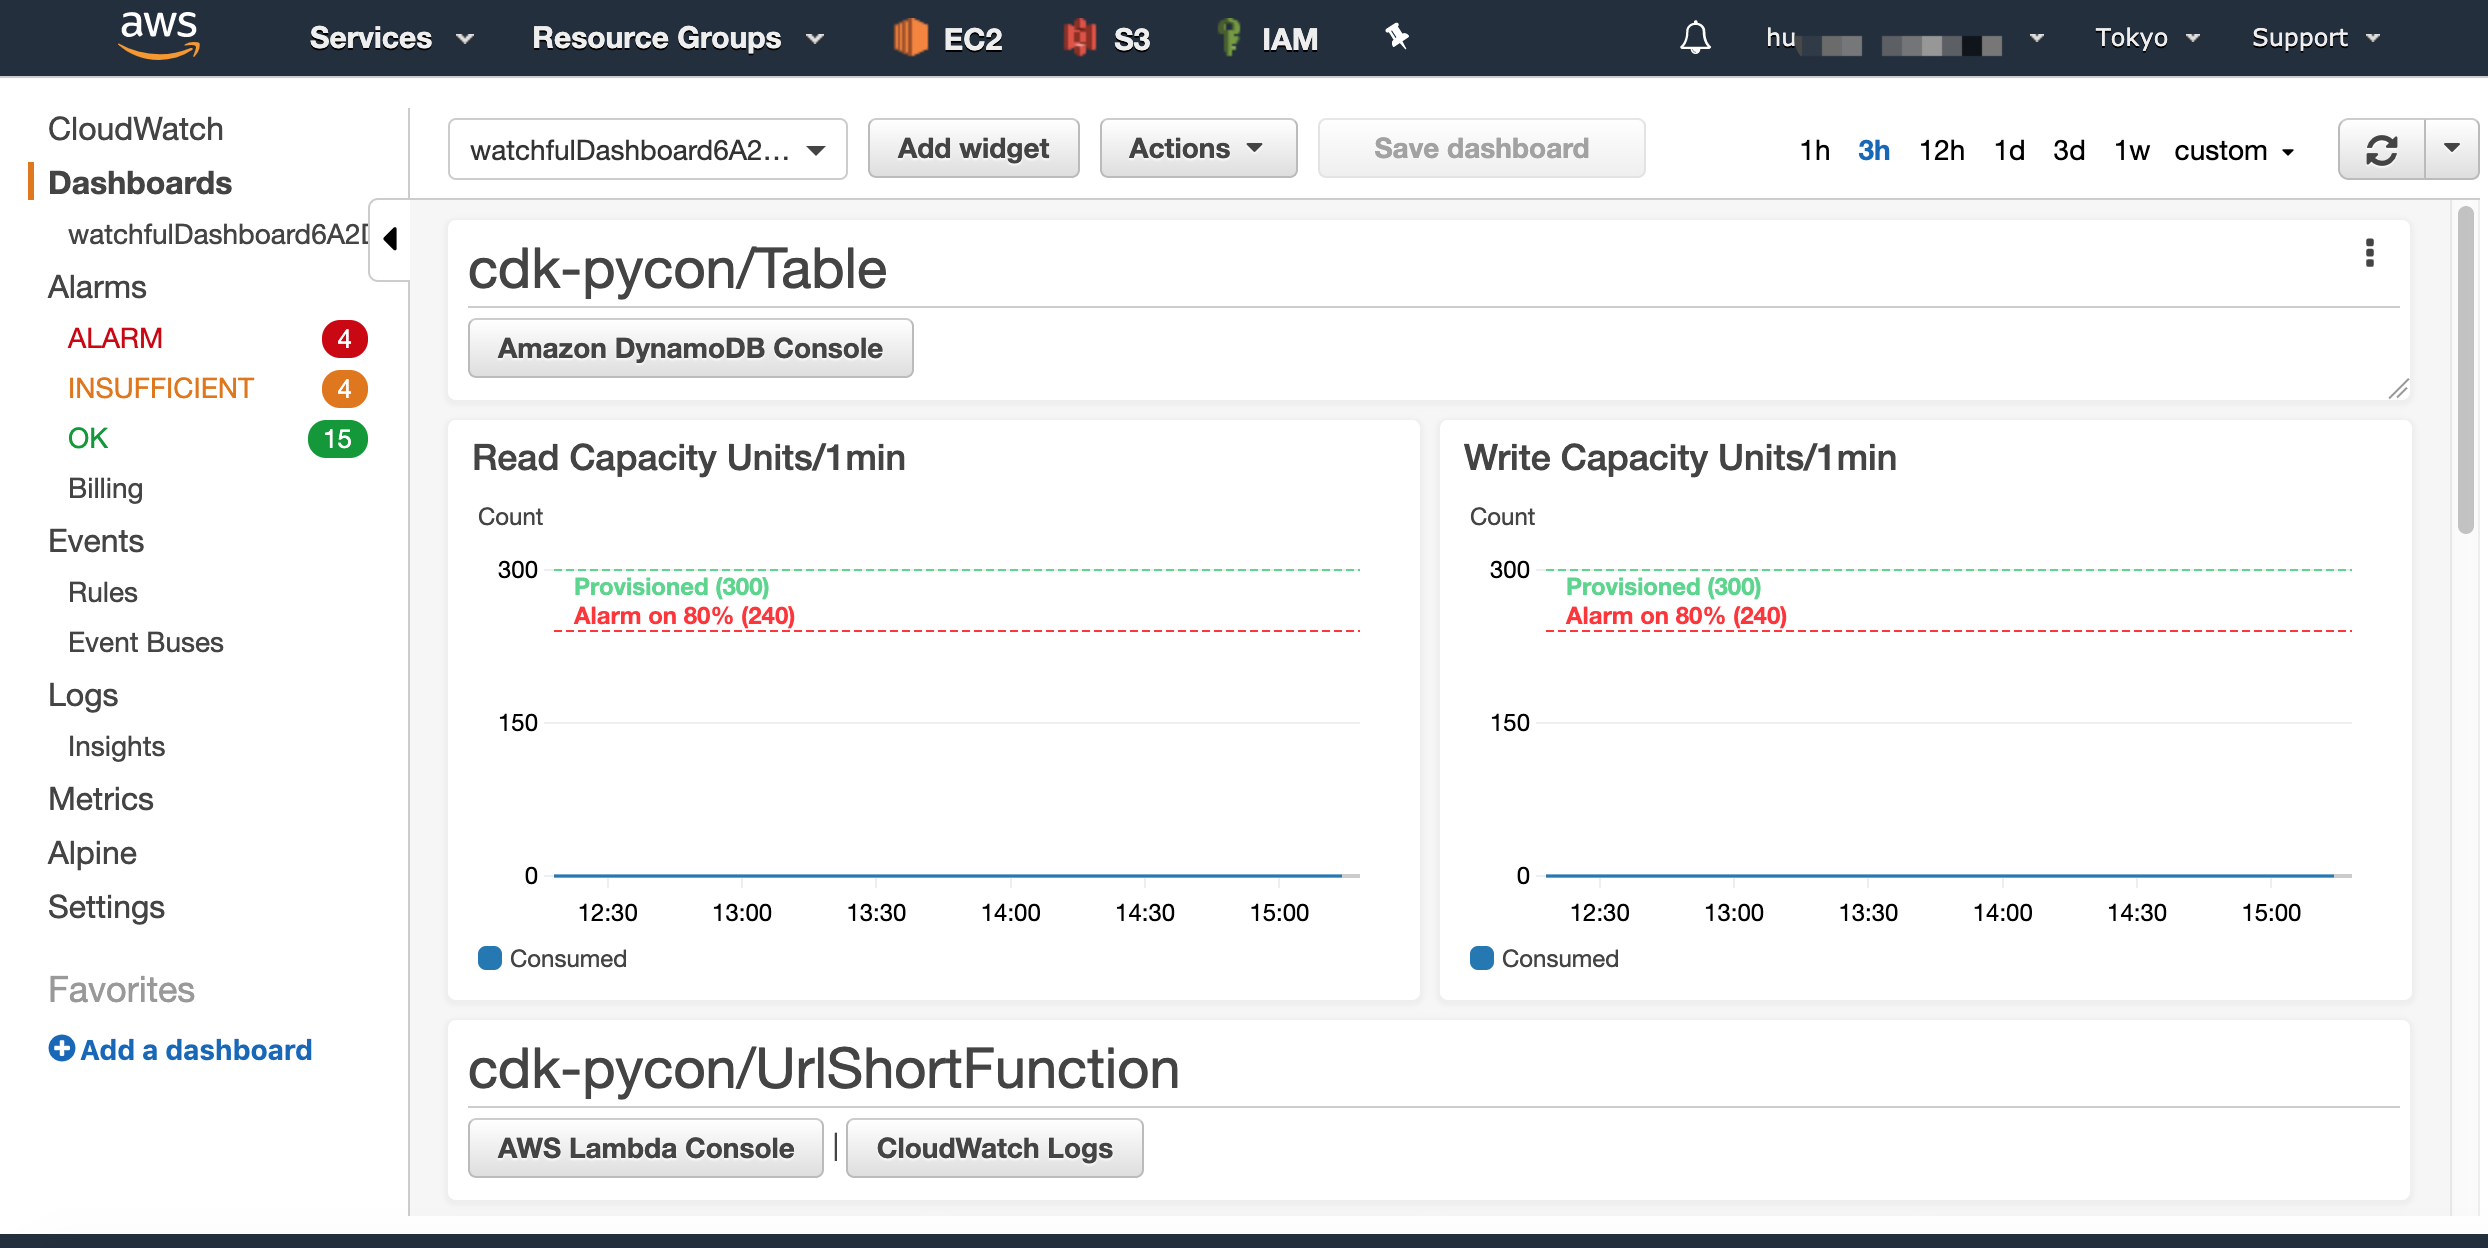 aws Services Resource Groups EC2 S3 IAM hu Tokyo Support
CloudWatch
Dashboards
watchfulDashboard6A2
Alarms
ALARM 4
INSUFFICIENT 4
OK 15
Billing
Events
Rules
Event Buses
Logs
Insights
Metrics
Alpine
Settings
Favorites
Add a dashboard
watchfulDashboard6A2... Add widget Actions Save dashboard 1h 3h 12h 1d 3d 1w custom
cdk-pycon/Table
Amazon DynamoDB Console
Read Capacity Units/1min
Count
300
Provisioned (300)
Alarm on 80% (240)
150
0
12:30 13:00 13:30 14:00 14:30 15:00
Consumed
Write Capacity Units/1min
Count
300
Provisioned (300)
Alarm on 80% (240)
150
0
12:30 13:00 13:30 14:00 14:30 15:00
Consumed
cdk-pycon/UrlShortFunction
AWS Lambda Console | CloudWatch Logs